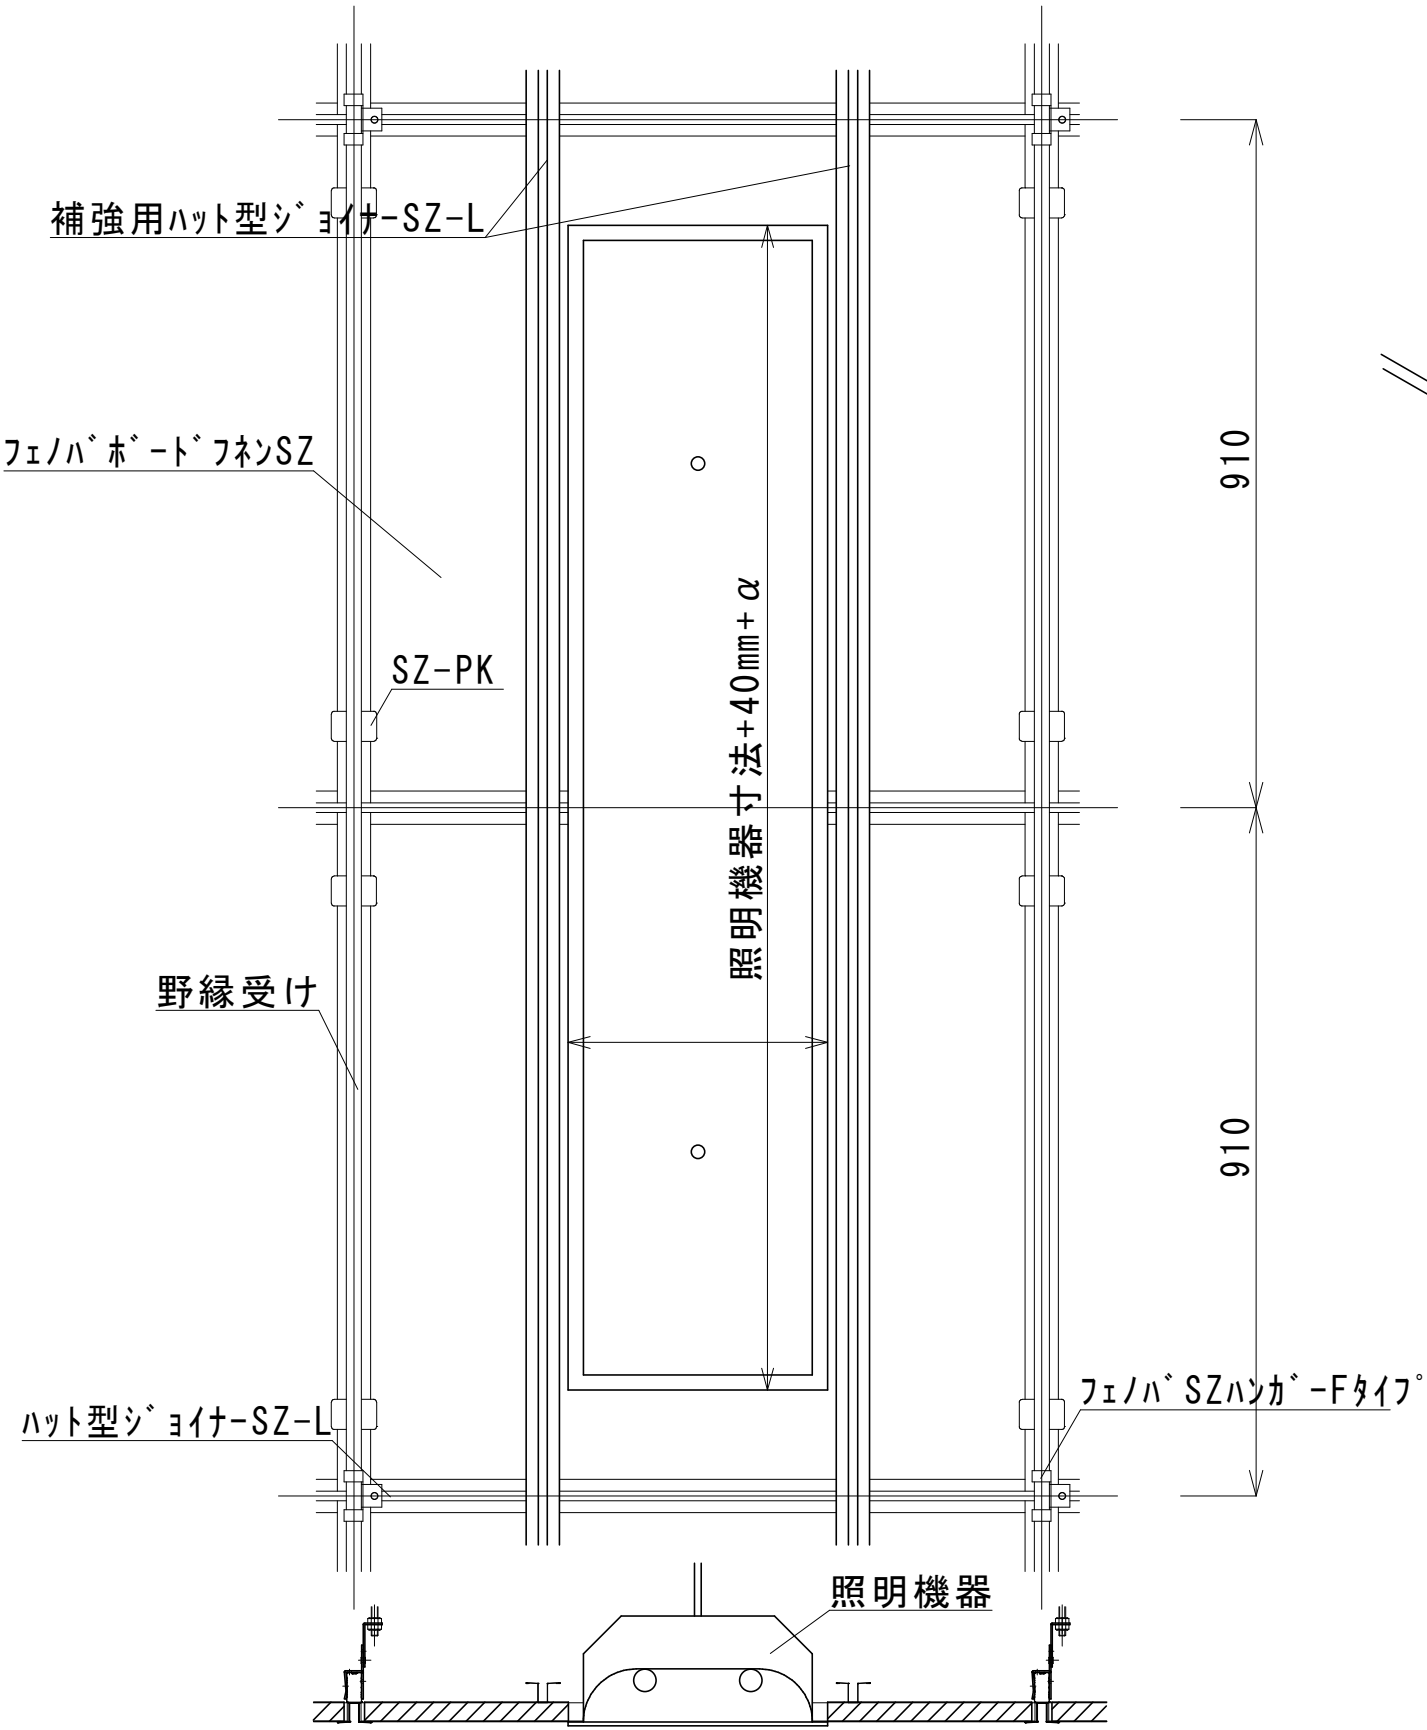 補強用ハット型ジョイナーSZ-L
フェノバボードフネンSZ
910
SZ-PK
照明機器寸法+40mm+α
野縁受け
910
フェノバSZハンガーFタイプ
ハット型ジョイナーSZ-L
照明機器